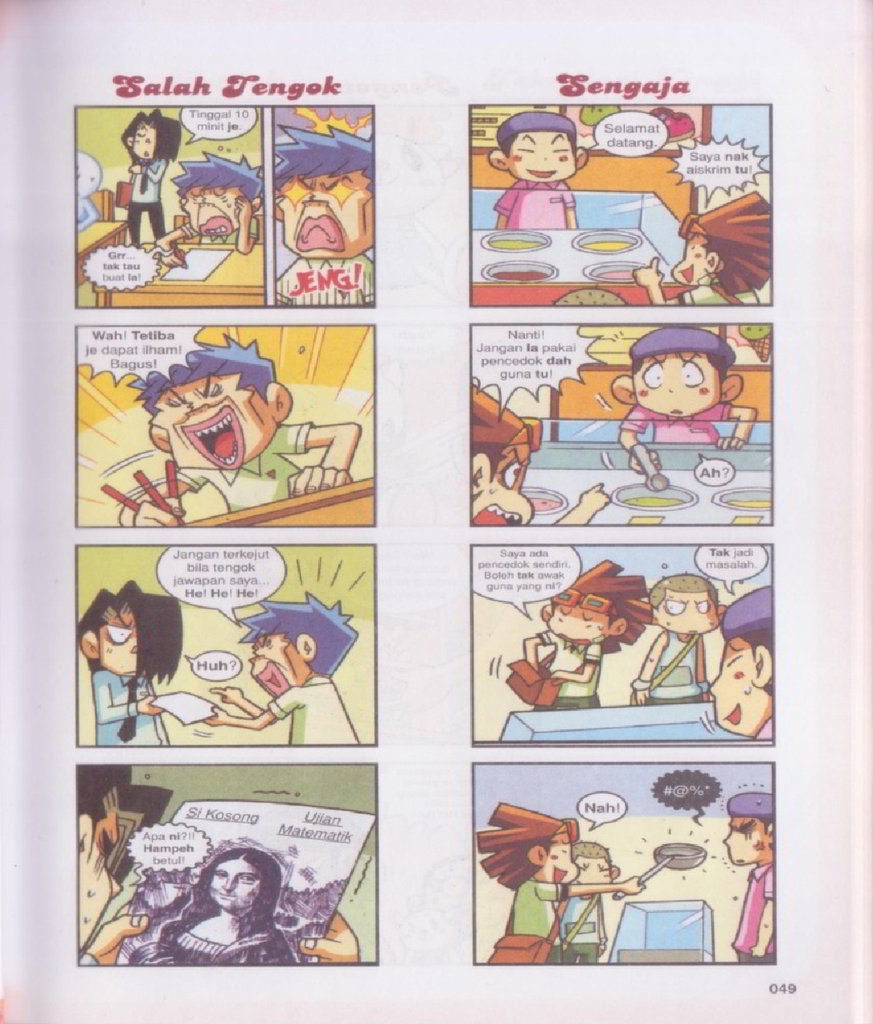 Salah Tengok
Tinggal 10
minit je.
Grr...
tak tau
buat la!
JENG!
Wah! Tetiba
je dapat ilham!
Bagus!
Jangan terkejut
bila tengok
jawapan saya...
He! He! He!
Huh?
Si Kosong
Ujian
Matematik
Apa ni?!!
Hampeh
betul!
Sengaja
Selamat
datang.
Saya nak
aiskrim tu!
Nanti!
Jangan la pakai
pencedok dah
guna tu!
Ah?
Saya ada
pencedok sendiri.
Boleh tak awak
guna yang ni?
Tak jadi
masalah.
Nah!
#@%*
049